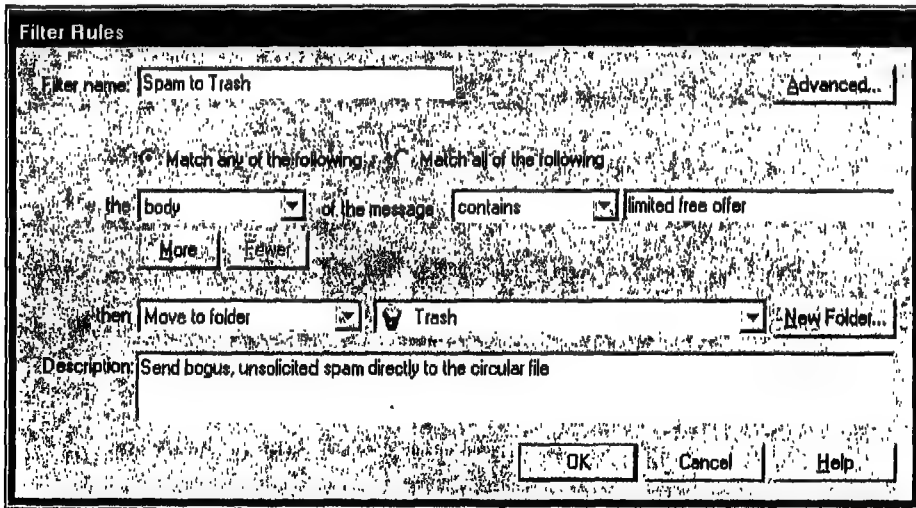 Filter Rules
Filter name: Spam to Trash Advanced...
Match any of the following Match all of the following
the body of the message contains limited free offer
More Fewer
then Move to folder Trash New Folder...
Description: Send bogus, unsolicited spam directly to the circular file
OK Cancel Help